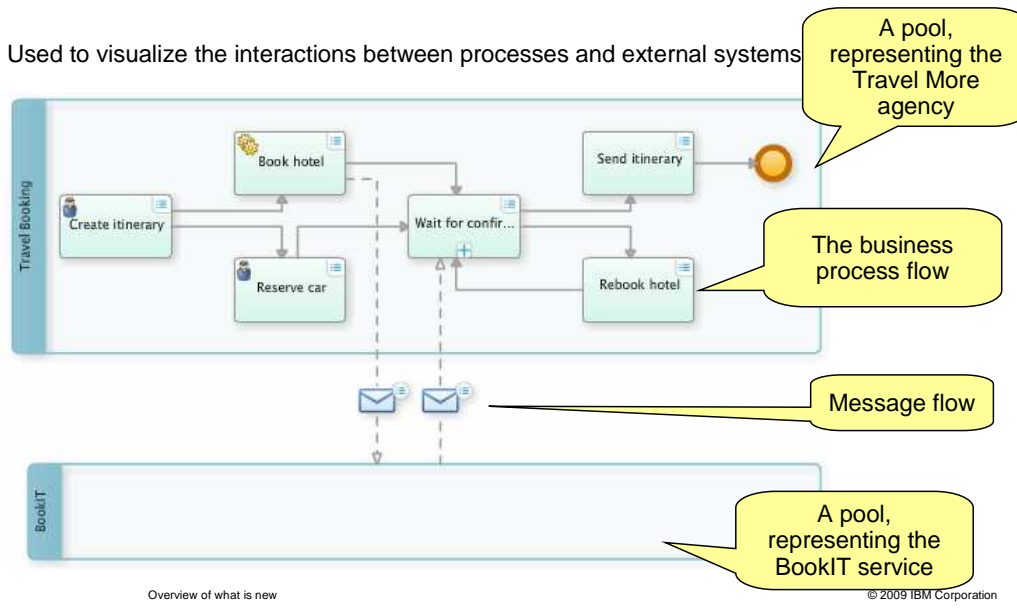 Used to visualize the interactions between processes and external systems
A pool,
representing the
Travel More
agency
Travel Booking
Create itinerary
Book hotel
Reserve car
Wait for confir...
Send itinerary
Rebook hotel
The business
process flow
Message flow
BookIT
A pool,
representing the
BookIT service
Overview of what is new
© 2009 IBM Corporation